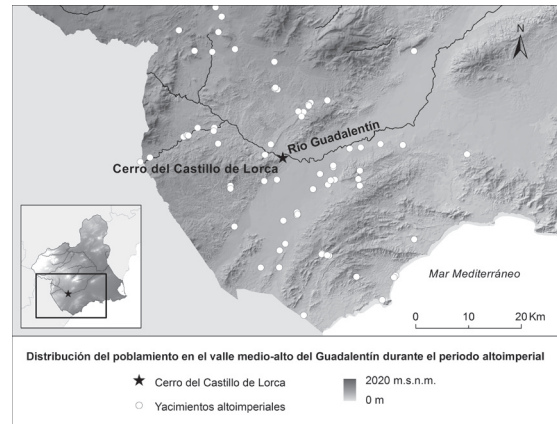 N
Río Guadalentín
Cerro del Castillo de Lorca
Mar Mediterráneo
0 10 20 Km
Distribución del poblamiento en el valle medio-alto del Guadalentín durante el periodo altoimperial
Cerro del Castillo de Lorca
2020 m.s.n.m.
Yacimientos altoimperiales
0 m